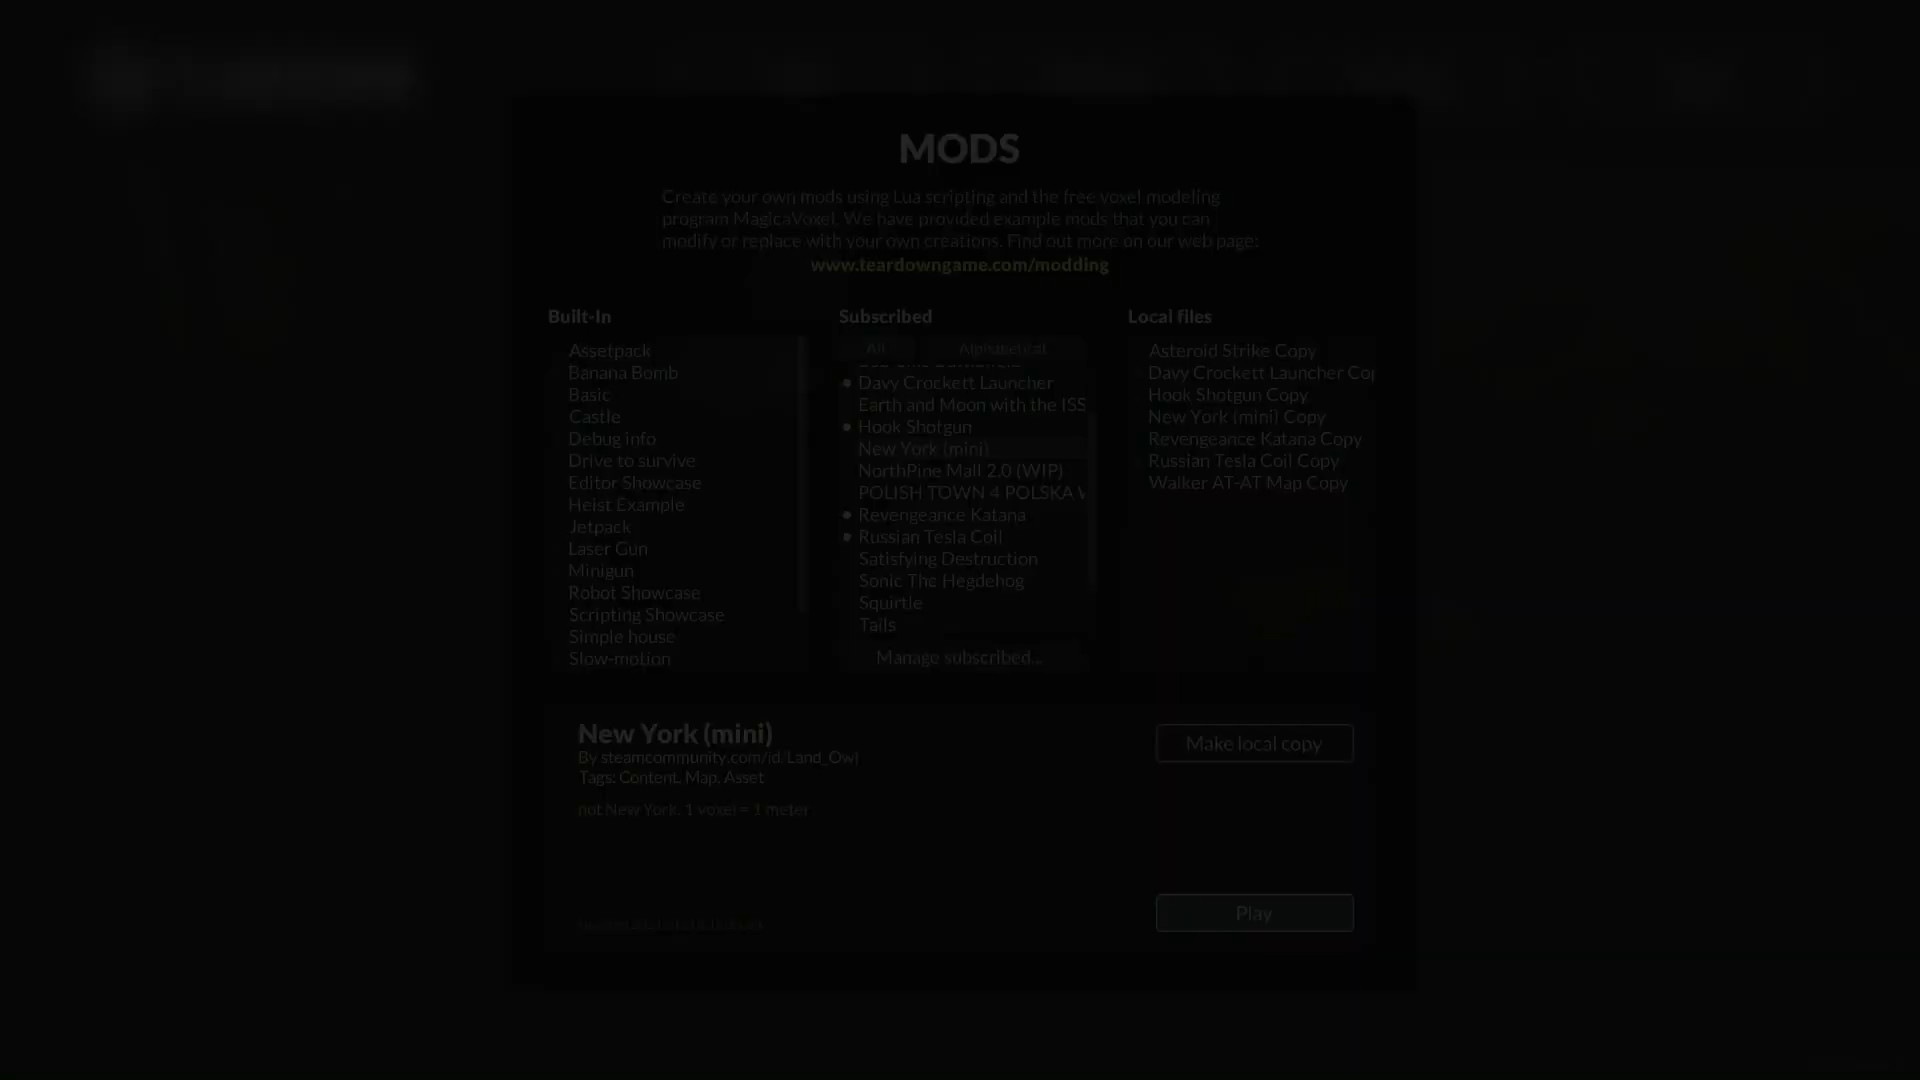 MODS
Create your own mods using Lua scripting and the free voxel modeling
program MagicaVoxel. We have provided example mods that you can
modify or replace with your own creations. Find out more on our web page:
www.teardowngame.com/modding
Built-In
Assetpack
Banana Bomb
Basic
Castle
Debug info
Drive to survive
Editor Showcase
Heist Example
Jetpack
Laser Gun
Minigun
Robot Showcase
Scripting Showcase
Simple house
Slow-motion
Subscribed
All
Alphabetical
Davy Crockett Launcher
Earth and Moon with the ISS
Hook Shotgun
New York (mini)
NorthPine Mall 2.0 (WIP)
POLISH TOWN 4 POLSKA
Revengeance Katana
Russian Tesla Coil
Satisfying Destruction
Sonic The Hegdehog
Squirtle
Tails
Manage subscribed...
Local files
Asteroid Strike Copy
Davy Crockett Launcher Cop
Hook Shotgun Copy
New York (mini) Copy
Revengeance Katana Copy
Russian Tesla Coil Copy
Walker AT-AT Map Copy
New York (mini)
By steamcommunity.com/id/Land_Owl
Tags: Content, Map, Asset
not New York. 1 voxel = 1 meter
Make local copy
Play